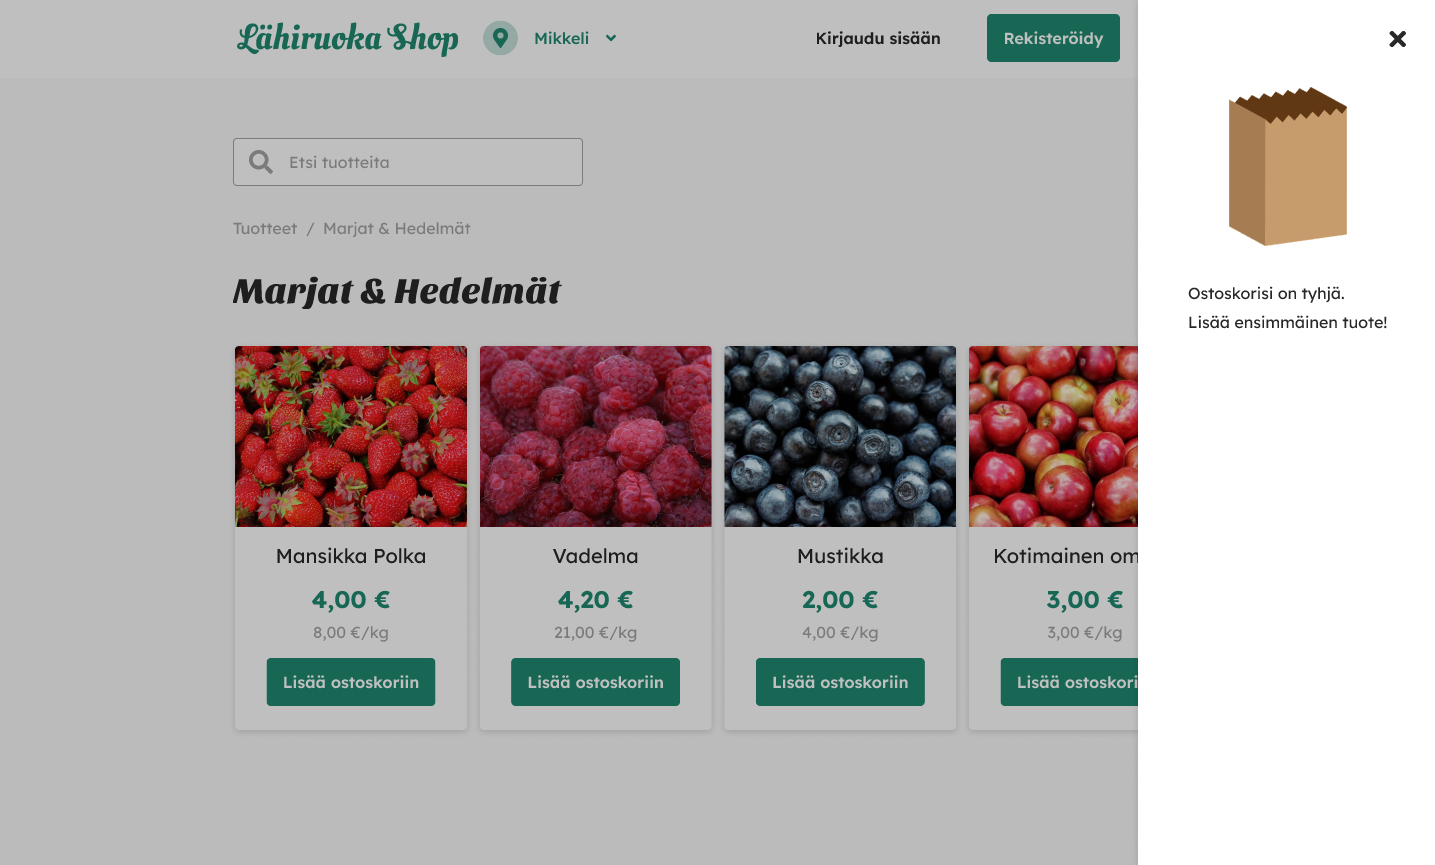 Lähiruoka Shop
Mikkeli
Kirjaudu sisään
Rekisteröidy
Etsi tuotteita
Tuotteet / Marjat & Hedelmät
Marjat & Hedelmät
Mansikka Polka
4,00 €
8,00 €/kg
Lisää ostoskoriin
Vadelma
4,20 €
21,00 €/kg
Lisää ostoskoriin
Mustikka
2,00 €
4,00 €/kg
Lisää ostoskoriin
Kotimainen om
3,00 €
3,00 €/kg
Lisää ostoskori
Ostoskorisi on tyhjä.
Lisää ensimmäinen tuote!